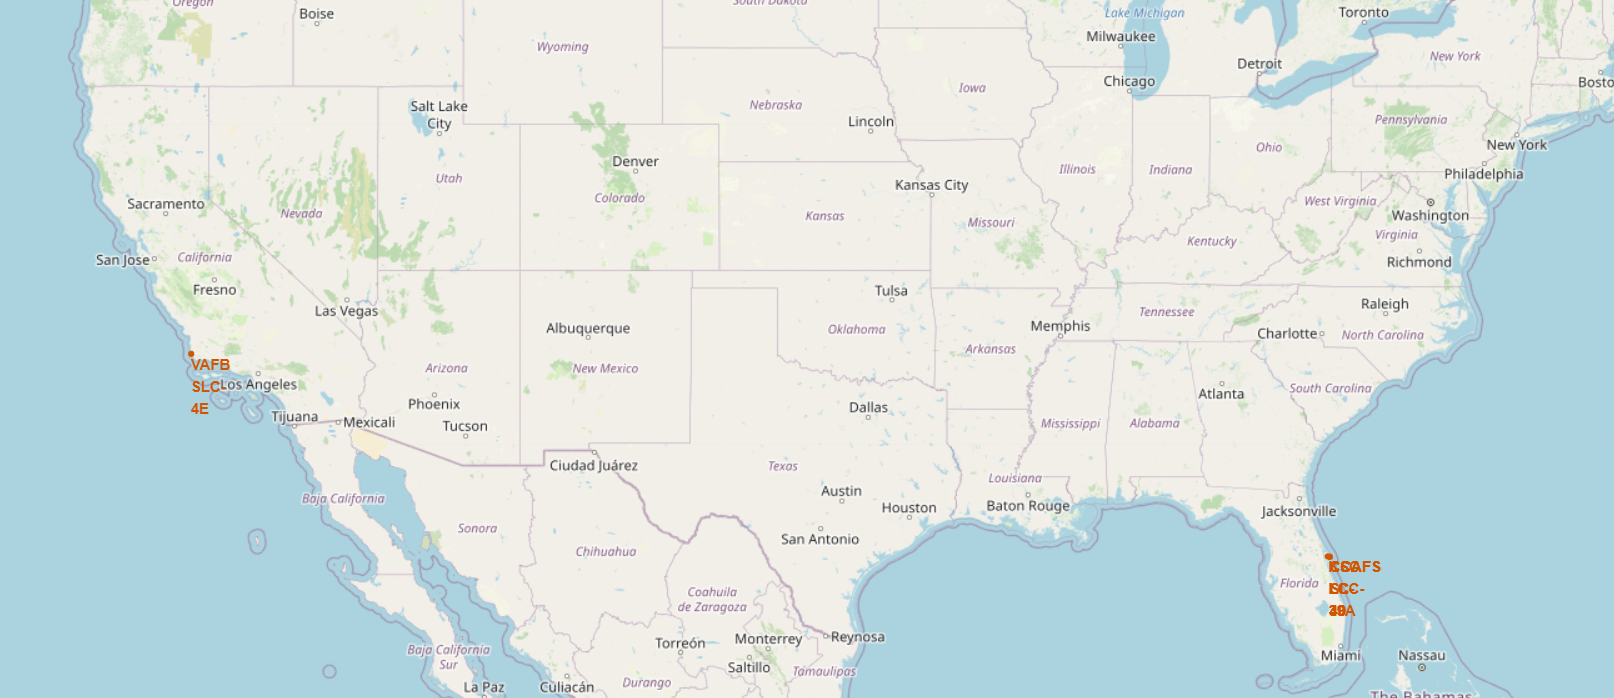 Oregon
Boise
South Dakota
Lake Michigan
Toronto
Milwaukee
Wyoming
New York
Detroit
Chicago
Boston
Iowa
Nebraska
Salt Lake
City
Lincoln
Pennsylvania
New York
Ohio
Denver
Illinois
Indiana
Philadelphia
Utah
Kansas City
Colorado
Sacramento
Nevada
Kansas
Missouri
West Virginia
Washington
Virginia
Kentucky
San Jose
California
Richmond
Fresno
Tulsa
Las Vegas
Raleigh
Tennessee
Albuquerque
Oklahoma
Memphis
Charlotte
North Carolina
Arkansas
VAFB
SLC-
4E
Los Angeles
Arizona
New Mexico
South Carolina
Atlanta
Phoenix
Dallas
Tijuana
Mexicali
Tucson
Mississippi
Alabama
Ciudad Juárez
Texas
Louisiana
Austin
Baja California
Houston
Baton Rouge
Jacksonville
Sonora
San Antonio
Chihuahua
Florida
Coahuila
de Zaragoza
Torreón
Monterrey
Reynosa
Baja California
Sur
Miami
Nassau
Saltillo
Tamaulipas
La Paz
Culiacán
Durango
The Bahamas